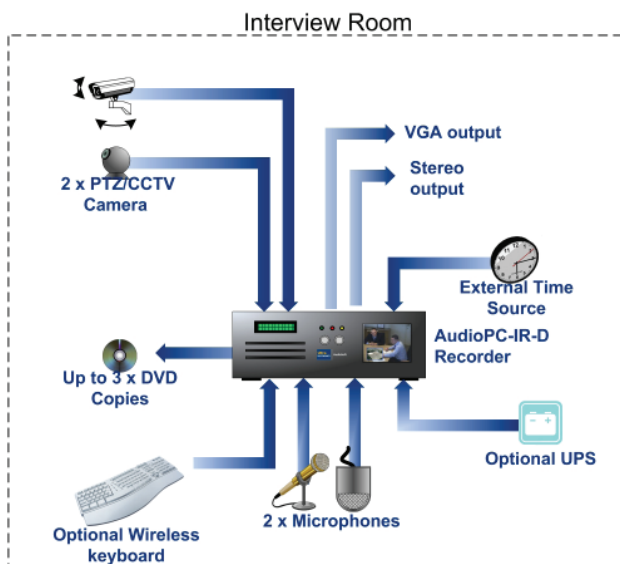 Interview Room
VGA output
Stereo
output
2 x PTZ/CCTV
Camera
External Time
Source
AudioPC-IR-D
Recorder
Up to 3 x DVD
Copies
Optional UPS
2 x Microphones
Optional Wireless
keyboard